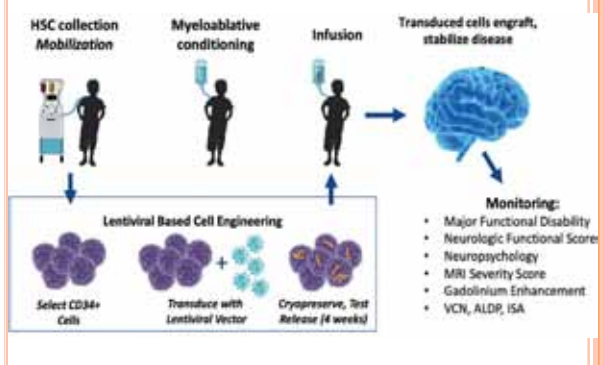 HSC collection
Mobilization
Myeloablative
conditioning
Infusion
Transduced cells engraft,
stabilize disease
Lentiviral Based Cell Engineering
Select CD34+
Cells
+
Transduce with
Lentiviral Vector
Cryopreserve, Test
Release (4 weeks)
Monitoring:
• Major Functional Disability
• Neurologic Functional Score
• Neuropsychology
• MRI Severity Score
• Gadolinium Enhancement
• VCN, ALDP, ISA